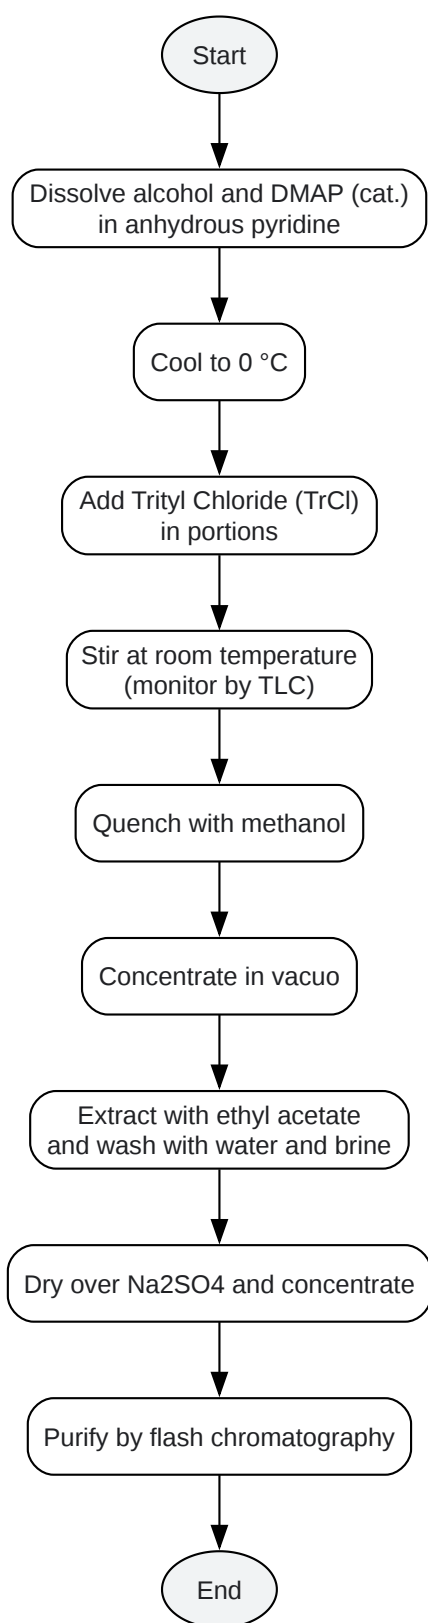 Start
Dissolve alcohol and DMAP (cat.)
in anhydrous pyridine
Cool to 0 °C
Add Trityl Chloride (TrCl)
in portions
Stir at room temperature
(monitor by TLC)
Quench with methanol
Concentrate in vacuo
Extract with ethyl acetate
and wash with water and brine
Dry over Na2SO4 and concentrate
Purify by flash chromatography
End